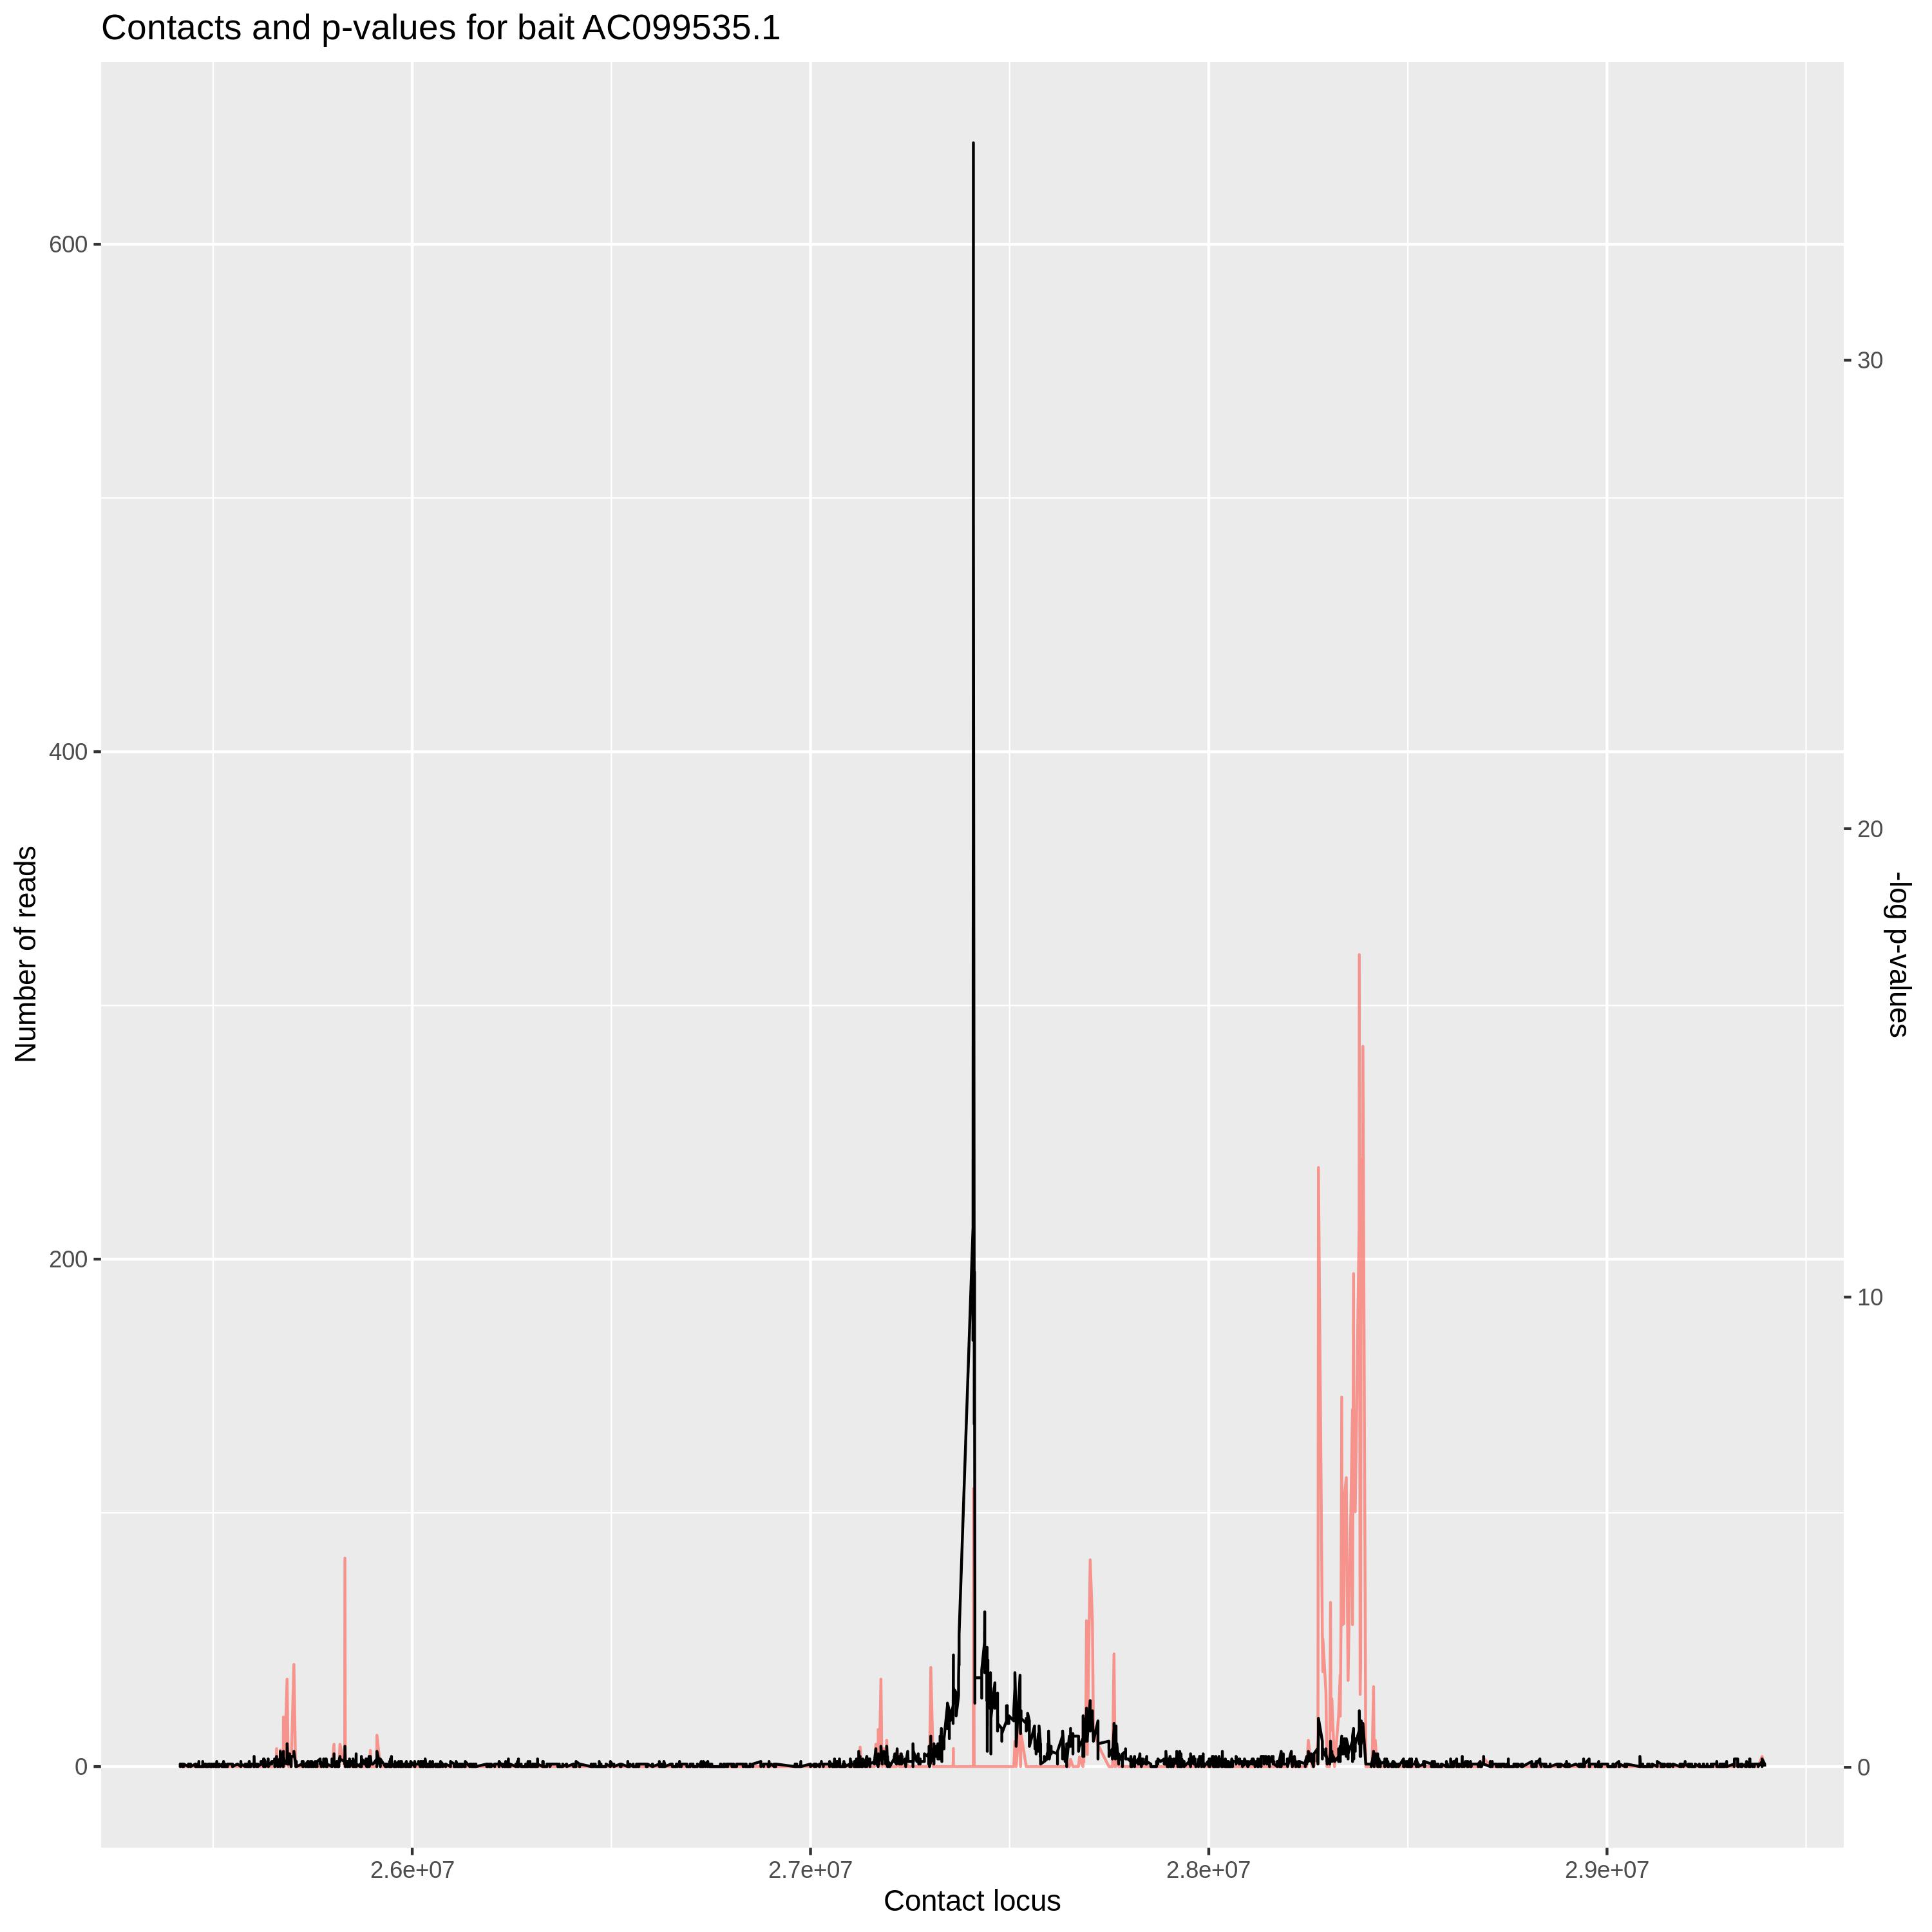 Contacts and p-values for bait AC099535.1
600
400
200
0
30
20
10
0
Number of reads
-log p-values
2.6e+07
2.7e+07
2.8e+07
2.9e+07
Contact locus